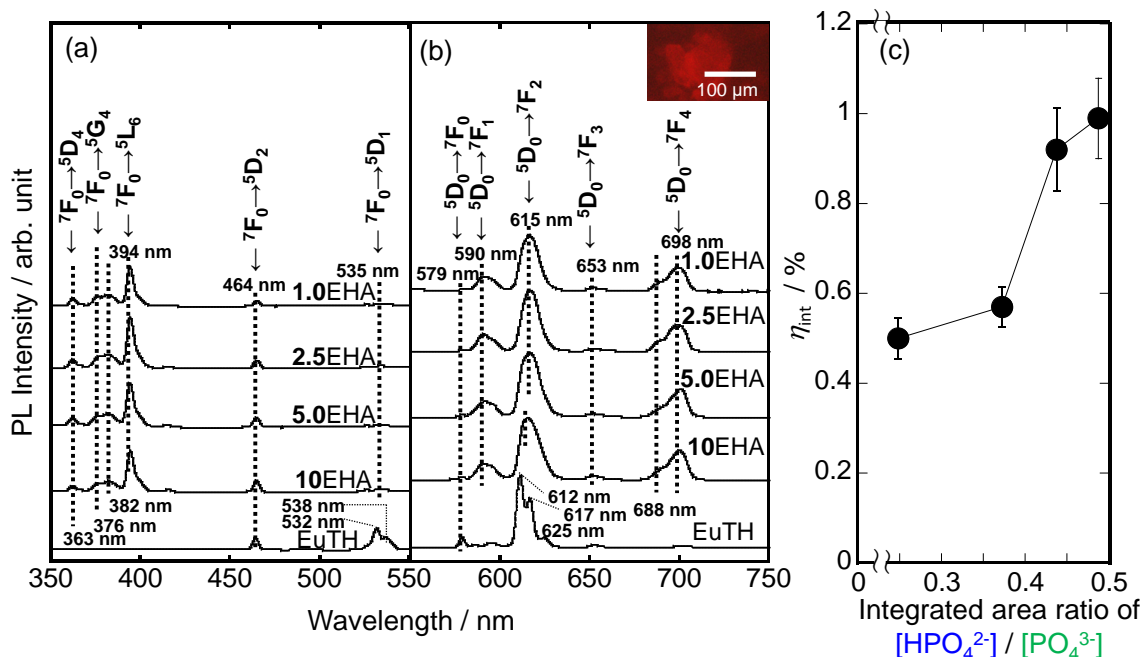 (a)
⁷F₀→⁵D₄
⁷F₀→⁵G₄
⁷F₀→⁵L₆
⁷F₀→⁵D₂
⁷F₀→⁵D₁
394 nm
464 nm
535 nm
1.0EHA
2.5EHA
5.0EHA
10EHA
382 nm
376 nm
363 nm
538 nm
532 nm
EuTH
PL Intensity / arb. unit
350 400 450 500 550
(b)
100 µm
⁵D₀→⁷F₀
⁵D₀→⁷F₁
⁵D₀→⁷F₂
⁵D₀→⁷F₃
⁵D₀→⁷F₄
615 nm
590 nm
579 nm
653 nm
698 nm
1.0EHA
2.5EHA
5.0EHA
10EHA
612 nm
617 nm
625 nm
688 nm
EuTH
600 650 700 750
Wavelength / nm
(c)
1.2
1
0.8
0.6
0.4
0.2
0
ηint / %
0 0.3 0.4 0.5
Integrated area ratio of
[HPO₄²⁻] / [PO₄³⁻]